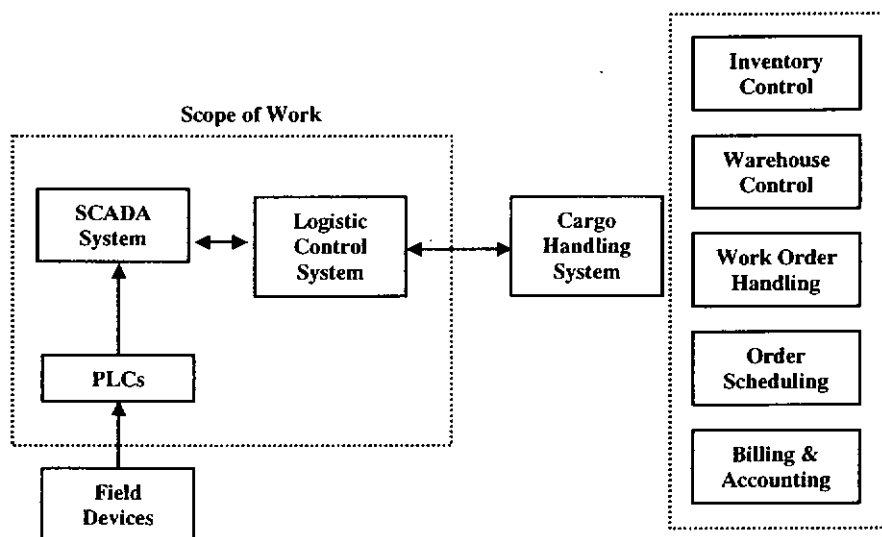 Scope of Work
SCADA
System
Logistic
Control
System
PLCs
Field
Devices
Cargo
Handling
System
Inventory
Control
Warehouse
Control
Work Order
Handling
Order
Scheduling
Billing &
Accounting